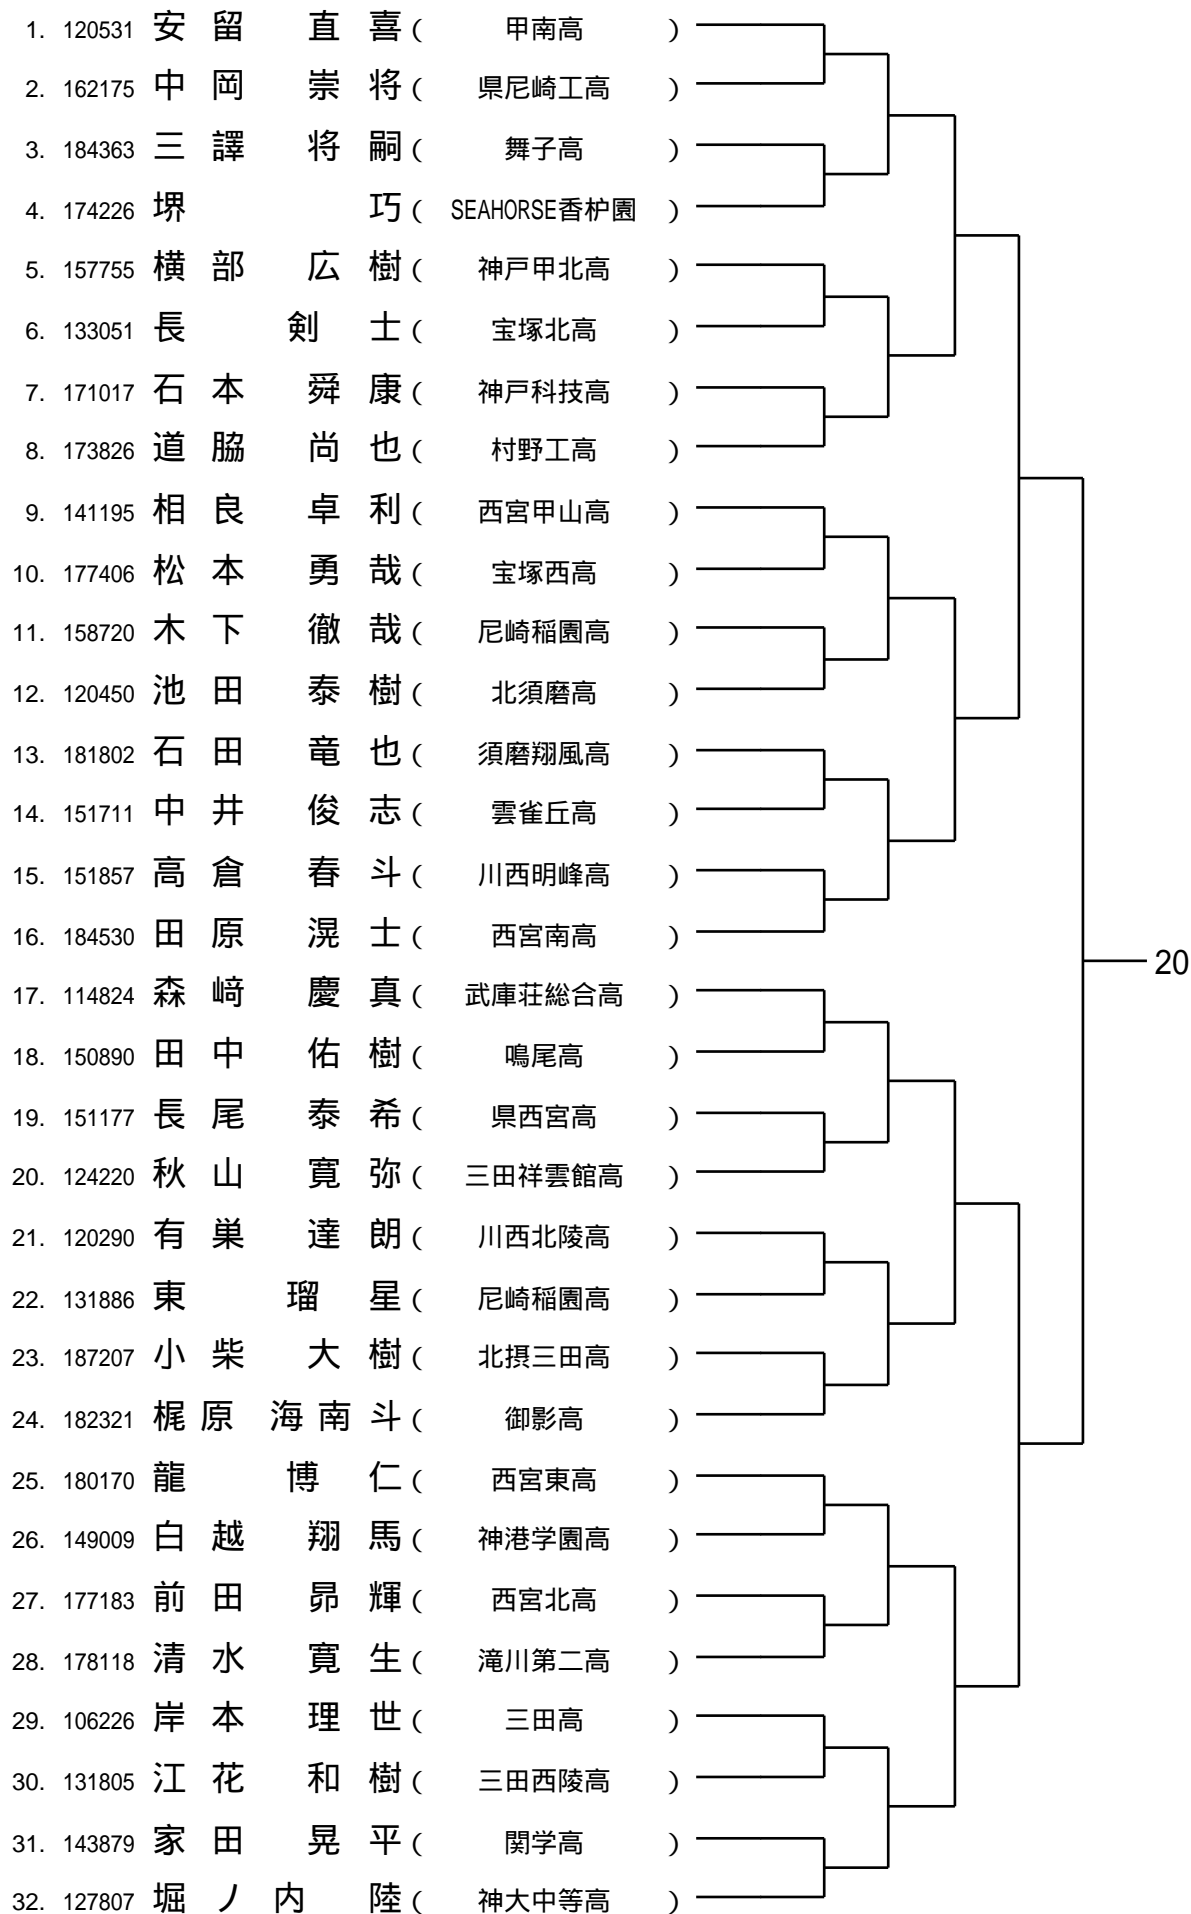 1. 120531 安留 直喜 ( 甲南高 )
2. 162175 中岡 崇将 ( 県尼崎工高 )
3. 184363 三譯 将嗣 ( 舞子高 )
4. 174226 堺 巧 ( SEAHORSE香枦園 )
5. 157755 横部 広樹 ( 神戸甲北高 )
6. 133051 長 剣士 ( 宝塚北高 )
7. 171017 石本 舜康 ( 神戸科技高 )
8. 173826 道脇 尚也 ( 村野工高 )
9. 141195 相良 卓利 ( 西宮甲山高 )
10. 177406 松本 勇哉 ( 宝塚西高 )
11. 158720 木下 徹哉 ( 尼崎稲園高 )
12. 120450 池田 泰樹 ( 北須磨高 )
13. 181802 石田 竜也 ( 須磨翔風高 )
14. 151711 中井 俊志 ( 雲雀丘高 )
15. 151857 高倉 春斗 ( 川西明峰高 )
16. 184530 田原 滉士 ( 西宮南高 )
20
17. 114824 森﨑 慶真 ( 武庫荘総合高 )
18. 150890 田中 佑樹 ( 鳴尾高 )
19. 151177 長尾 泰希 ( 県西宮高 )
20. 124220 秋山 寛弥 ( 三田祥雲館高 )
21. 120290 有巣 達朗 ( 川西北陵高 )
22. 131886 東 瑠星 ( 尼崎稲園高 )
23. 187207 小柴 大樹 ( 北摂三田高 )
24. 182321 梶原 海南斗 ( 御影高 )
25. 180170 龍 博仁 ( 西宮東高 )
26. 149009 白越 翔馬 ( 神港学園高 )
27. 177183 前田 昴輝 ( 西宮北高 )
28. 178118 清水 寛生 ( 滝川第二高 )
29. 106226 岸本 理世 ( 三田高 )
30. 131805 江花 和樹 ( 三田西陵高 )
31. 143879 家田 晃平 ( 関学高 )
32. 127807 堀ノ内 陸 ( 神大中等高 )